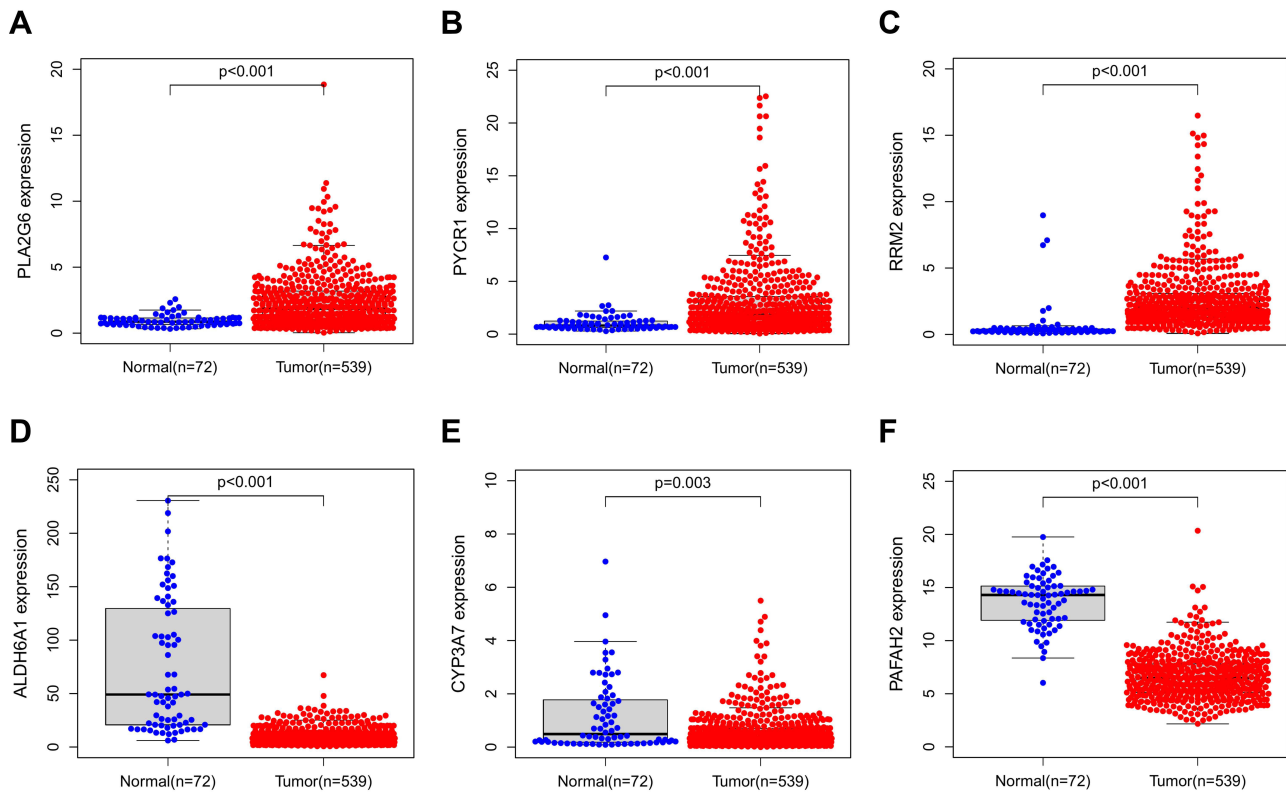 A
PLA2G6 expression
20
15
10
5
0
p<0.001
Normal(n=72)
Tumor(n=539)
B
PYCR1 expression
25
20
15
10
5
0
p<0.001
Normal(n=72)
Tumor(n=539)
C
RRM2 expression
20
15
10
5
0
p<0.001
Normal(n=72)
Tumor(n=539)
D
ALDH6A1 expression
250
200
150
100
50
0
p<0.001
Normal(n=72)
Tumor(n=539)
E
CYP3A7 expression
10
8
6
4
2
0
p=0.003
Normal(n=72)
Tumor(n=539)
F
PAFAH2 expression
25
20
15
10
5
0
p<0.001
Normal(n=72)
Tumor(n=539)